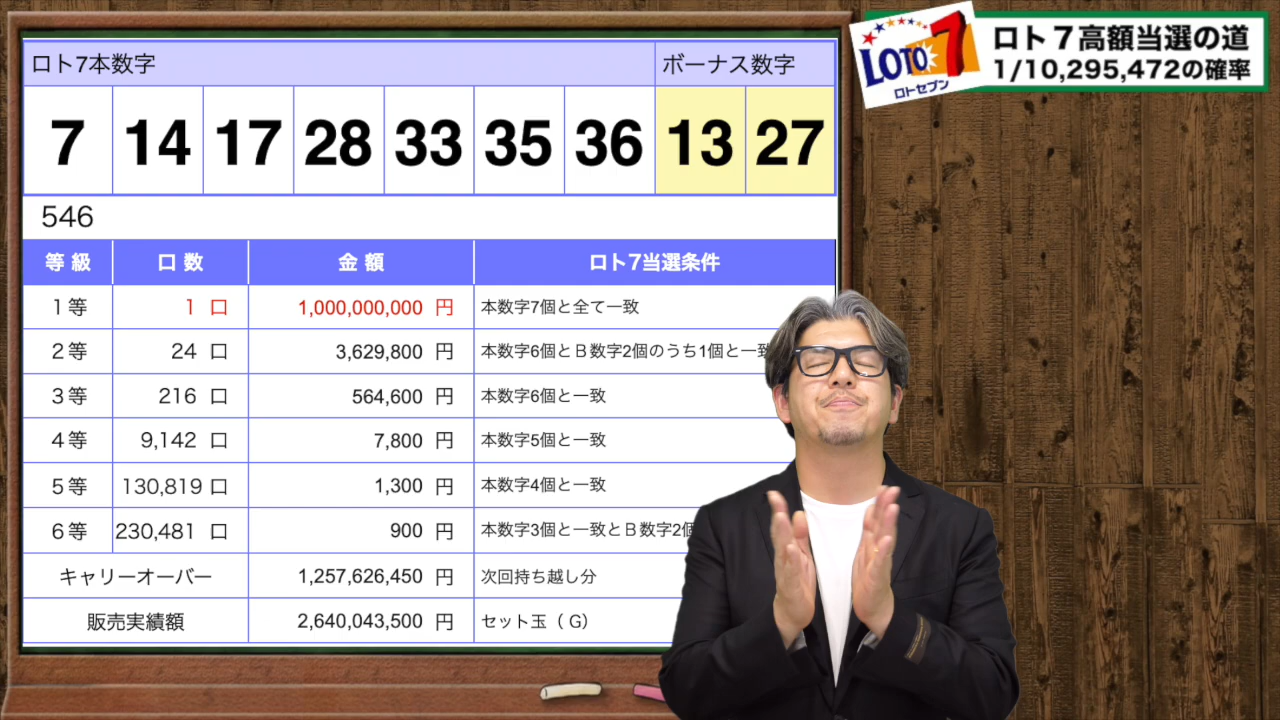 ロト7本数字 ボーナス数字
7 14 17 28 33 35 36 13 27
546
等級 口数 金額 ロト7当選条件
1等 1 口 1,000,000,000 円 本数字7個と全て一致
2等 24 口 3,629,800 円 本数字6個とB数字2個のうち1個と一致
3等 216 口 564,600 円 本数字6個と一致
4等 9,142 口 7,800 円 本数字5個と一致
5等 130,819 口 1,300 円 本数字4個と一致
6等 230,481 口 900 円 本数字3個と一致とB数字2個
キャリーオーバー 1,257,626,450 円 次回持ち越し分
販売実績額 2,640,043,500 円 セット玉（G）
LOTO 7
ロトセブン
ロト7高額当選の道
1/10,295,472の確率